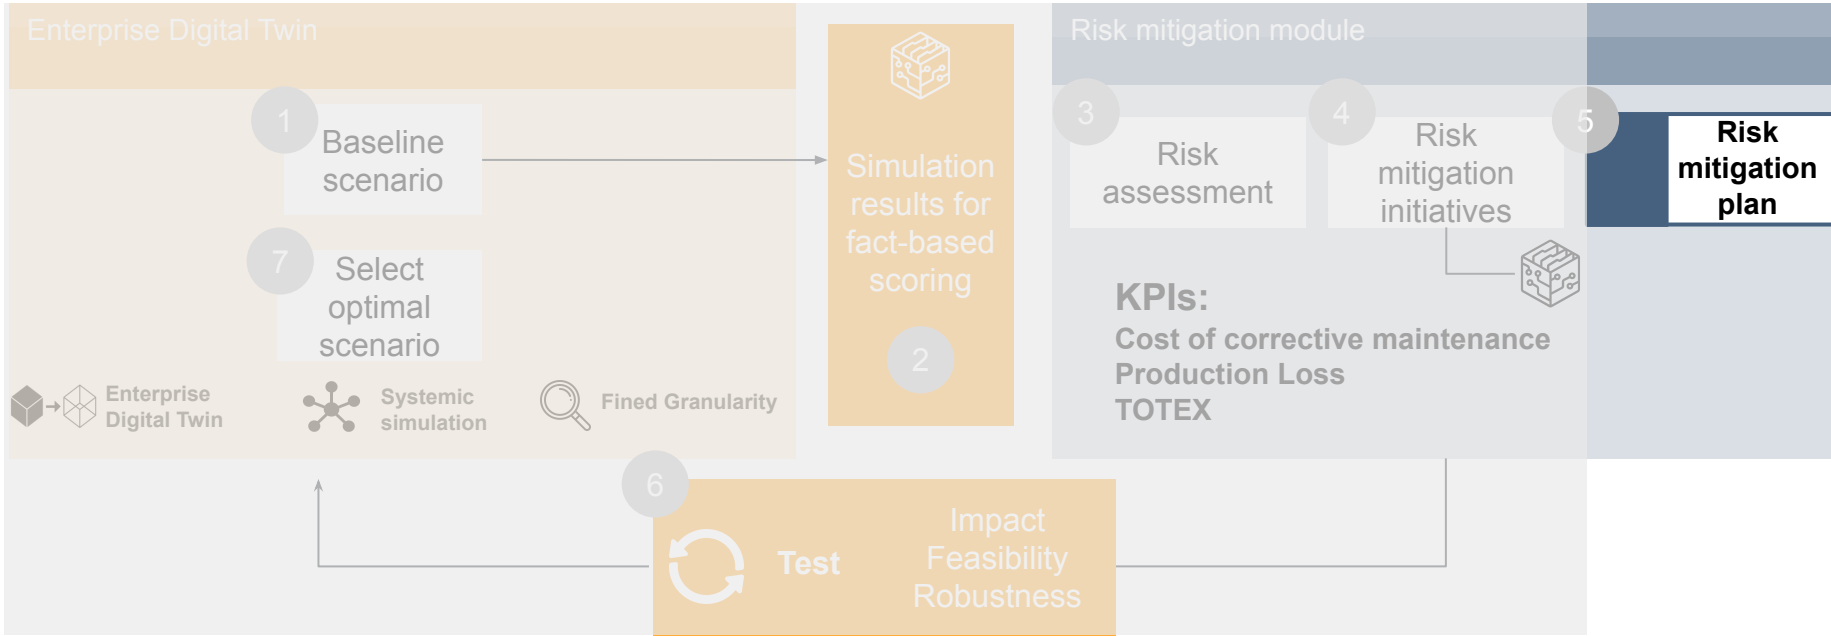 Enterprise Digital Twin
1
Baseline
scenario
7
Select
optimal
scenario
Enterprise
Digital Twin
Systemic
simulation
Fined Granularity
Simulation
results for
fact-based
scoring
2
Risk mitigation module
3
Risk
assessment
4
Risk
mitigation
initiatives
5
Risk
mitigation
plan
KPIs:
Cost of corrective maintenance
Production Loss
TOTEX
6
Test
Impact
Feasibility
Robustness